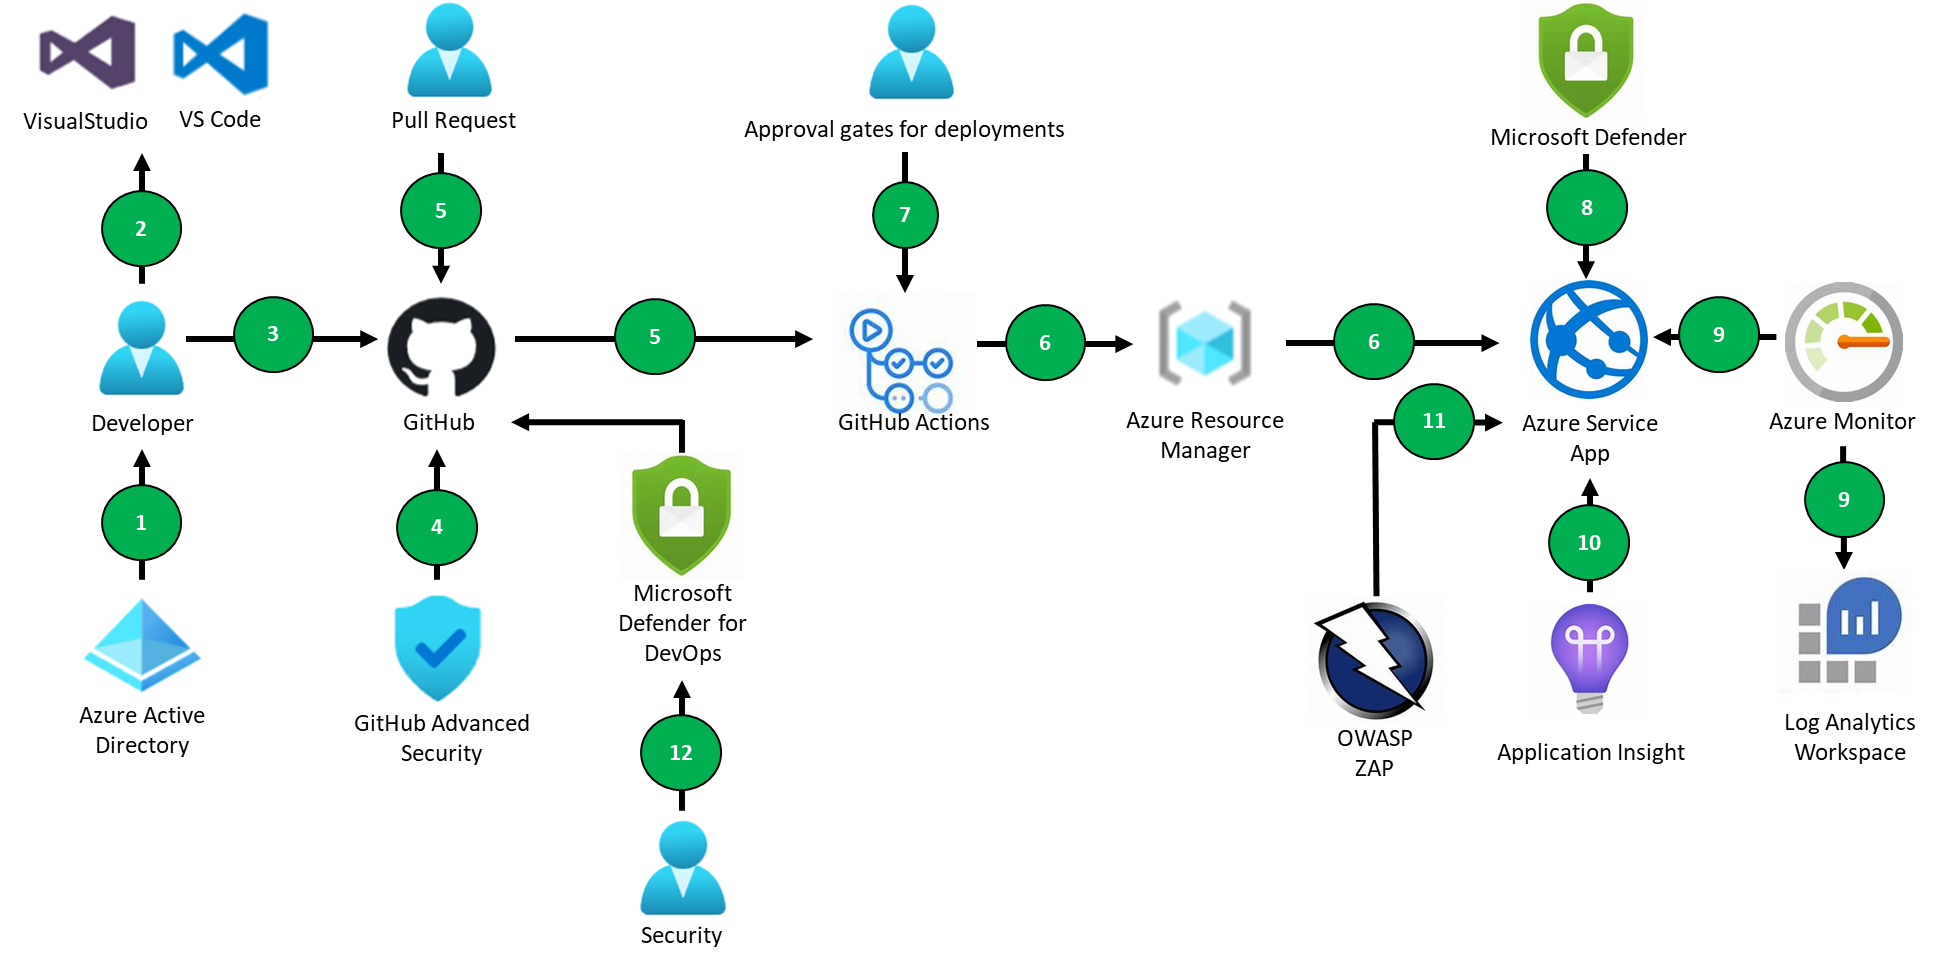 VisualStudio
VS Code
Pull Request
Approval gates for deployments
Microsoft Defender
2
5
7
8
3
5
6
6
9
Developer
GitHub
GitHub Actions
Azure Resource
Manager
11
Azure Service
App
Azure Monitor
1
4
10
9
Microsoft
Defender for
DevOps
Azure Active
Directory
GitHub Advanced
Security
12
OWASP
ZAP
Application Insight
Log Analytics
Workspace
Security